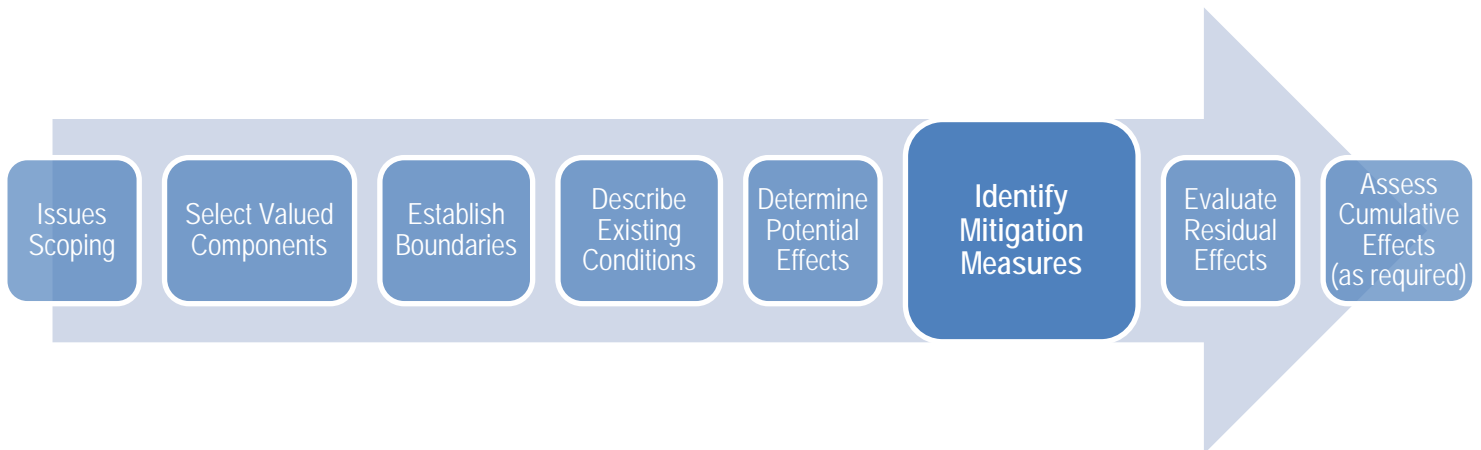 Issues
Scoping
Select Valued
Components
Establish
Boundaries
Describe
Existing
Conditions
Determine
Potential
Effects
Identify
Mitigation
Measures
Evaluate
Residual
Effects
Assess
Cumulative
Effects
(as required)